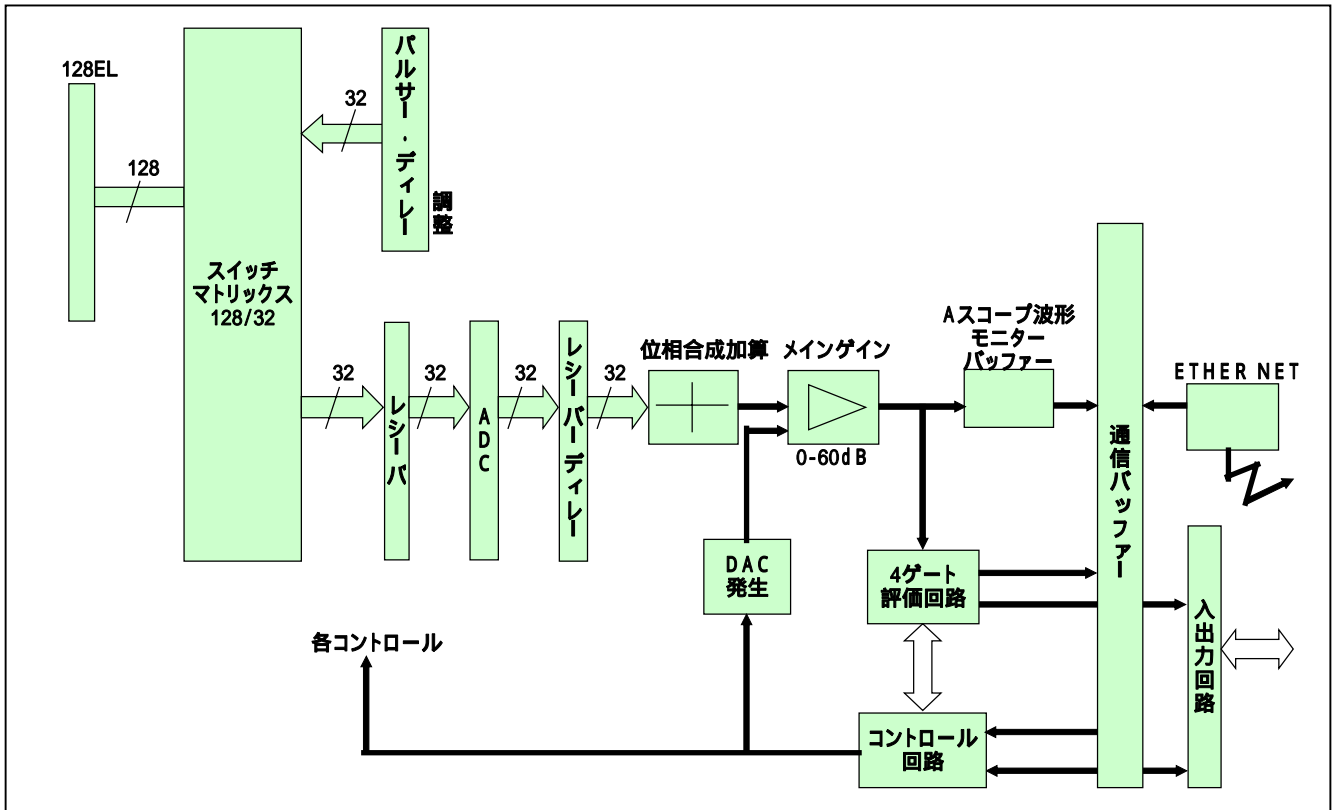 128EL
128
スイッチ
マトリックス
128/32
32
パルサー・ディレー
調整
32
レシーバ
32
ADC
32
レシーバーディレー
32
位相合成加算
メインゲイン
0-60dB
Aスコープ波形
モニター
バッファー
ETHER NET
通信バッファー
DAC
発生
4ゲート
評価回路
入出力回路
各コントロール
コントロール
回路